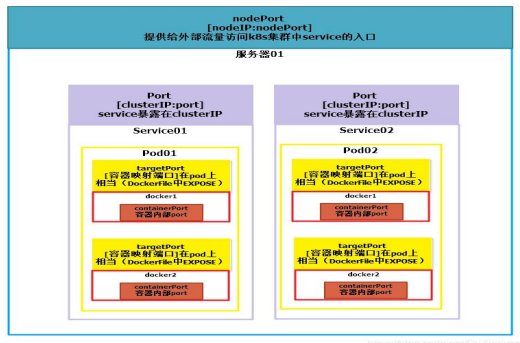 nodePort
[nodeIP:nodePort]
提供给外部流量访问k8s集群中service的入口
服务器01
Port
[clusterIP:port]
service暴露在clusterIP
Service01
Pod01
targetPort
[容器映射端口]在pod上
相当（DockerFile中EXPOSE）
docker1
containerPort
容器内部port
targetPort
[容器映射端口]在pod上
相当（DockerFile中EXPOSE）
docker2
containerPort
容器内部port
Port
[clusterIP:port]
service暴露在clusterIP
Service02
Pod02
targetPort
[容器映射端口]在pod上
相当（DockerFile中EXPOSE）
docker1
containerPort
容器内部port
targetPort
[容器映射端口]在pod上
相当（DockerFile中EXPOSE）
docker2
containerPort
容器内部port